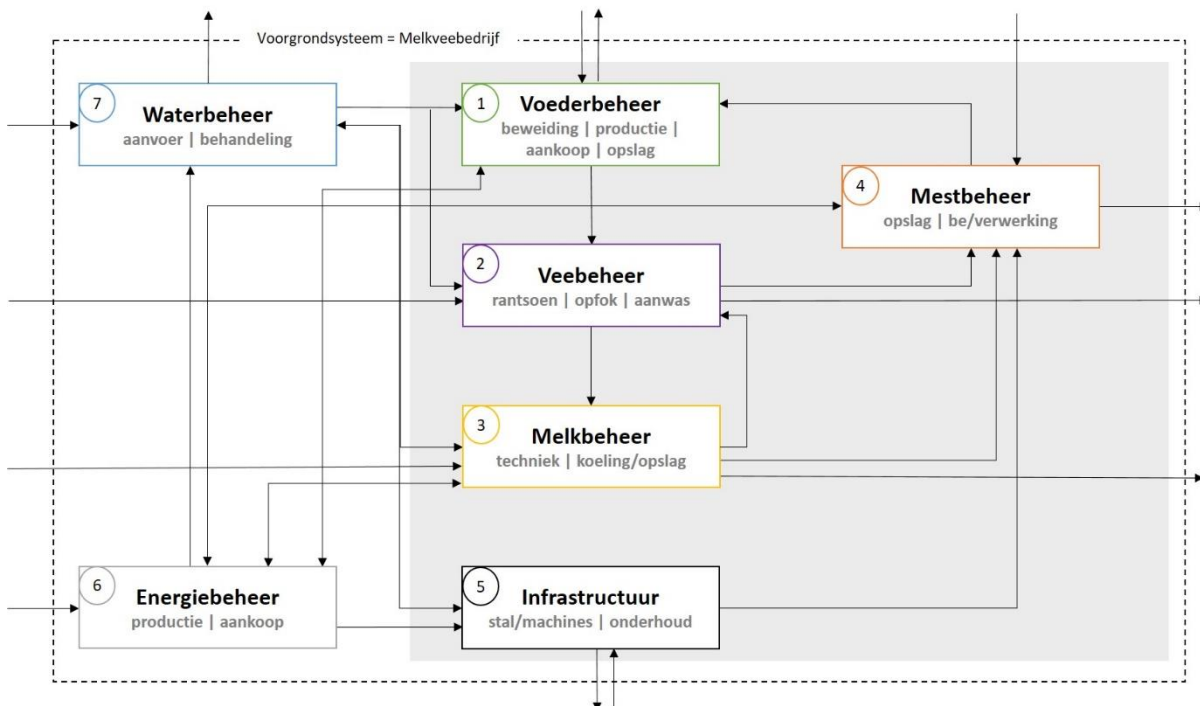 Voorgrondsysteem = Melkveebedrijf
7
Waterbeheer
aanvoer | behandeling
1
Voederbeheer
beweiding | productie |
aankoop | opslag
4
Mestbeheer
opslag | be/verwerking
2
Veebeheer
rantsoen | opfok | aanwas
3
Melkbeheer
techniek | koeling/opslag
6
Energiebeheer
productie | aankoop
5
Infrastructuur
stal/machines | onderhoud